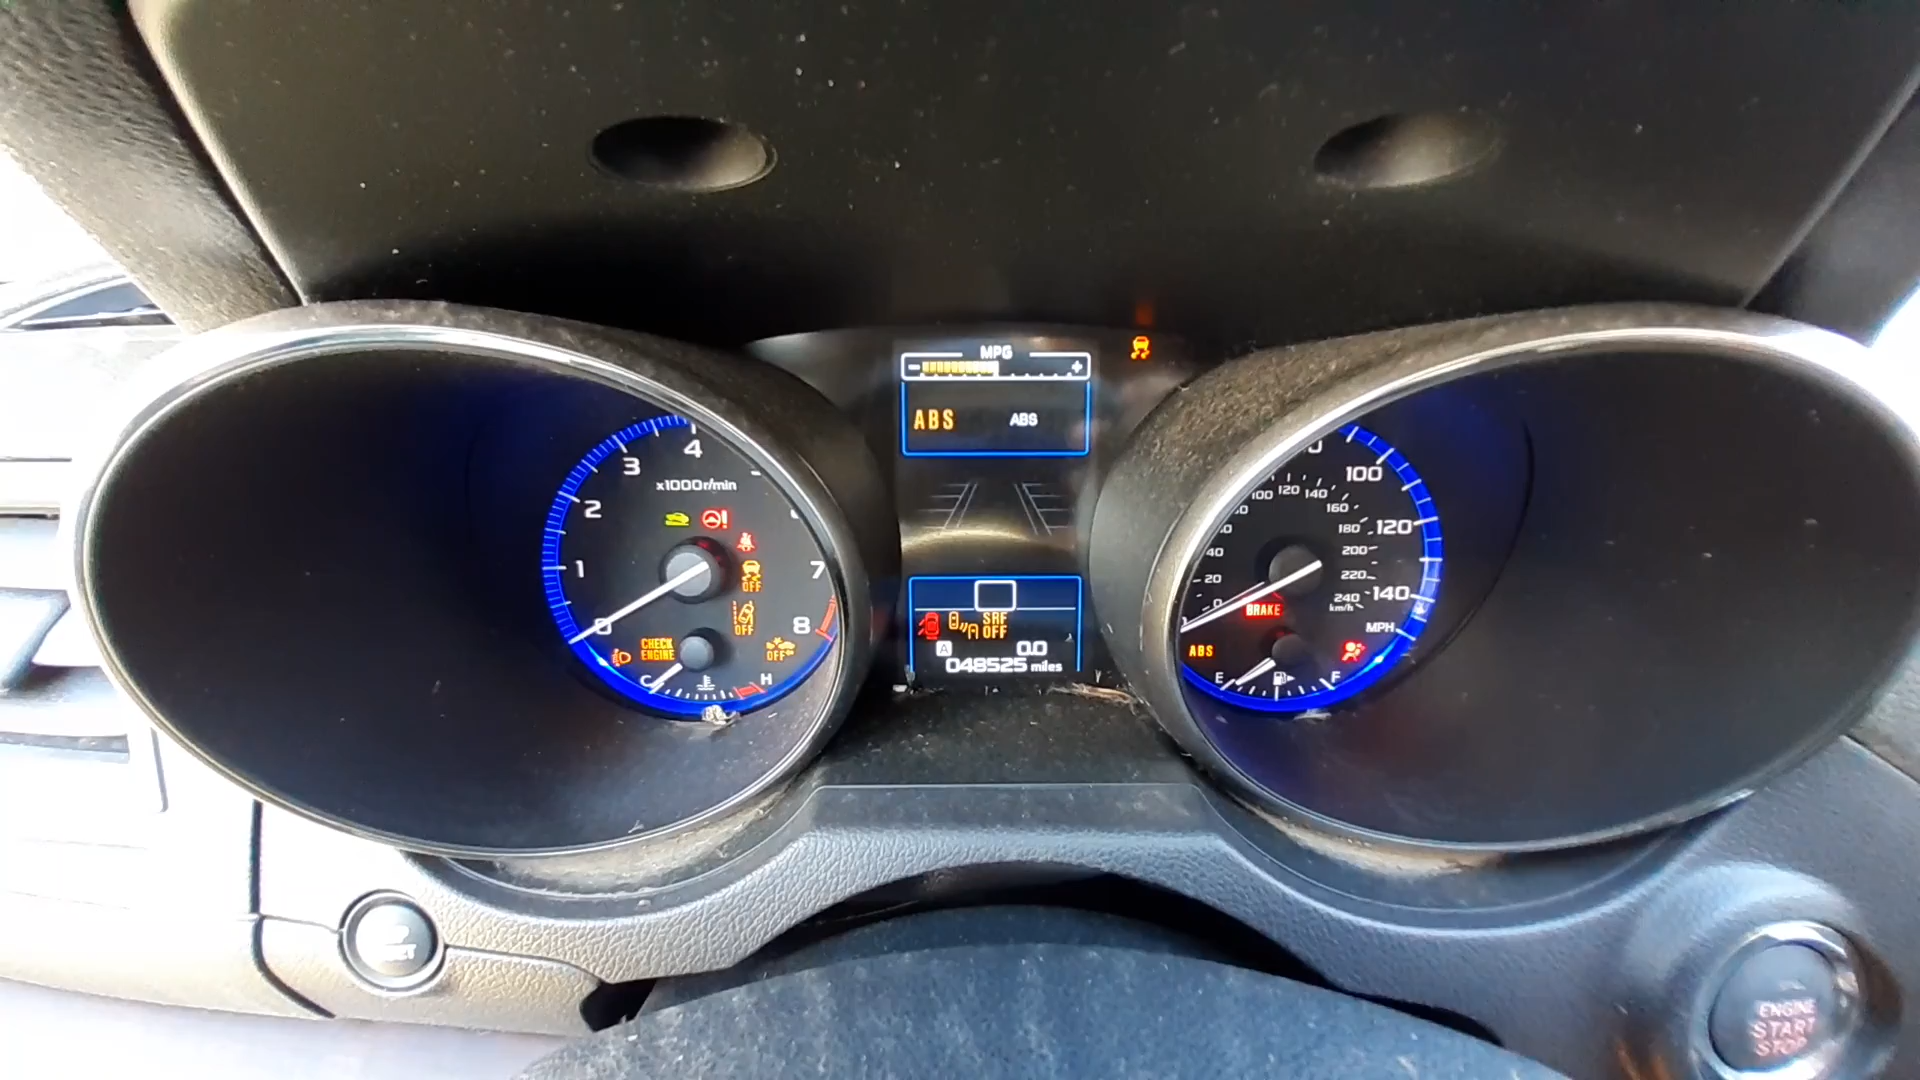 MPG
- +
ABS ABS
4
3
x1000r/min
2
OFF
1
7
OFF
0
8
CHECK
ENGINE
OFF
C H
SRF
OFF
A 0.0
048525 miles
100
100 120 140
160
120
180
40
200
20
220
0
240
km/h
140
BRAKE
MPH
ABS
E F
ENGINE
START
STOP